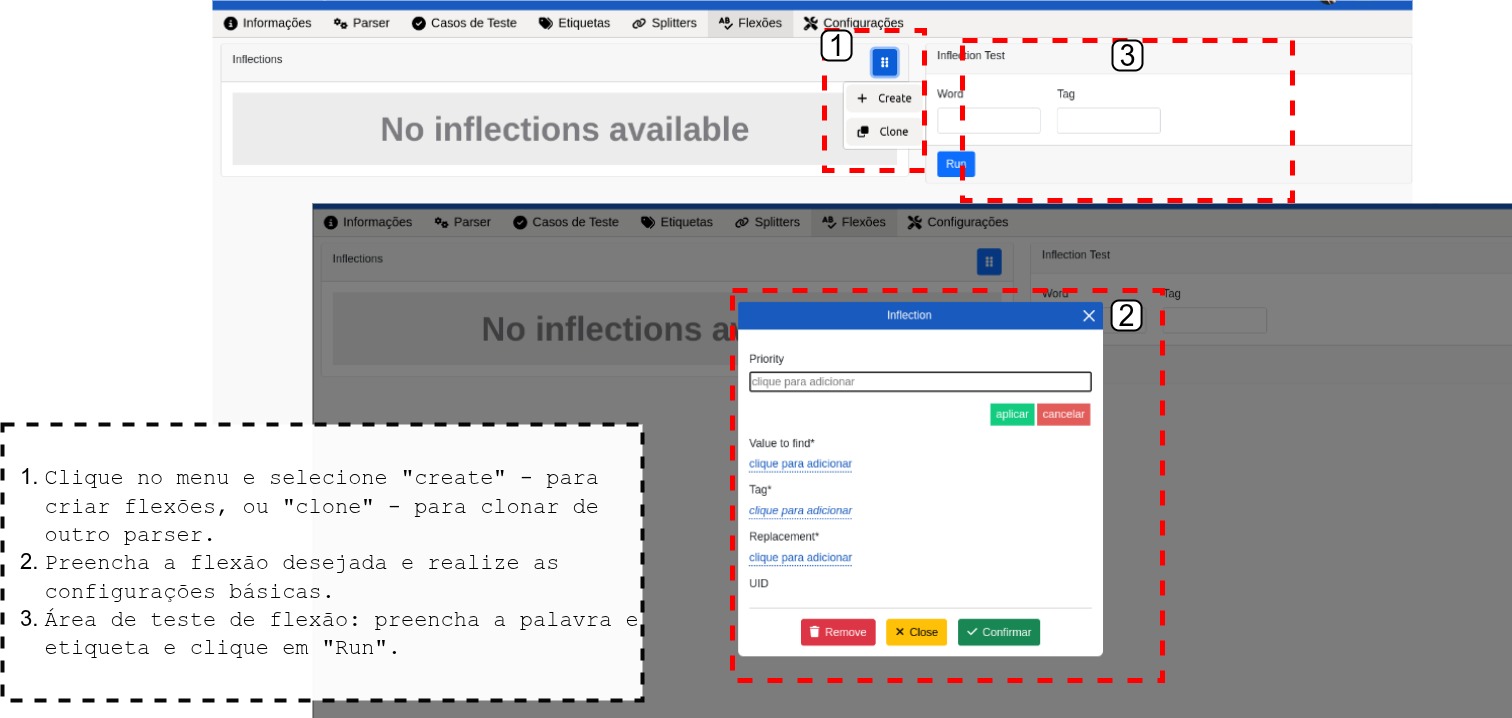 Informações Parser Casos de Teste Etiquetas Splitters Flexões Configurações
Inflections
1
Create
Clone
No inflections available
Inflection Test
3
Word Tag
Run
Informações Parser Casos de Teste Etiquetas Splitters Flexões Configurações
Inflections
Inflection Test
Word Tag
No inflections
Inflection
2
Priority
clique para adicionar
aplicar cancelar
Value to find*
clique para adicionar
Tag*
clique para adicionar
Replacement*
clique para adicionar
UID
Remove Close Confirmar
1. Clique no menu e selecione "create" - para
criar flexões, ou "clone" - para clonar de
outro parser.
2. Preencha a flexão desejada e realize as
configurações básicas.
3. Área de teste de flexão: preencha a palavra e
etiqueta e clique em "Run".